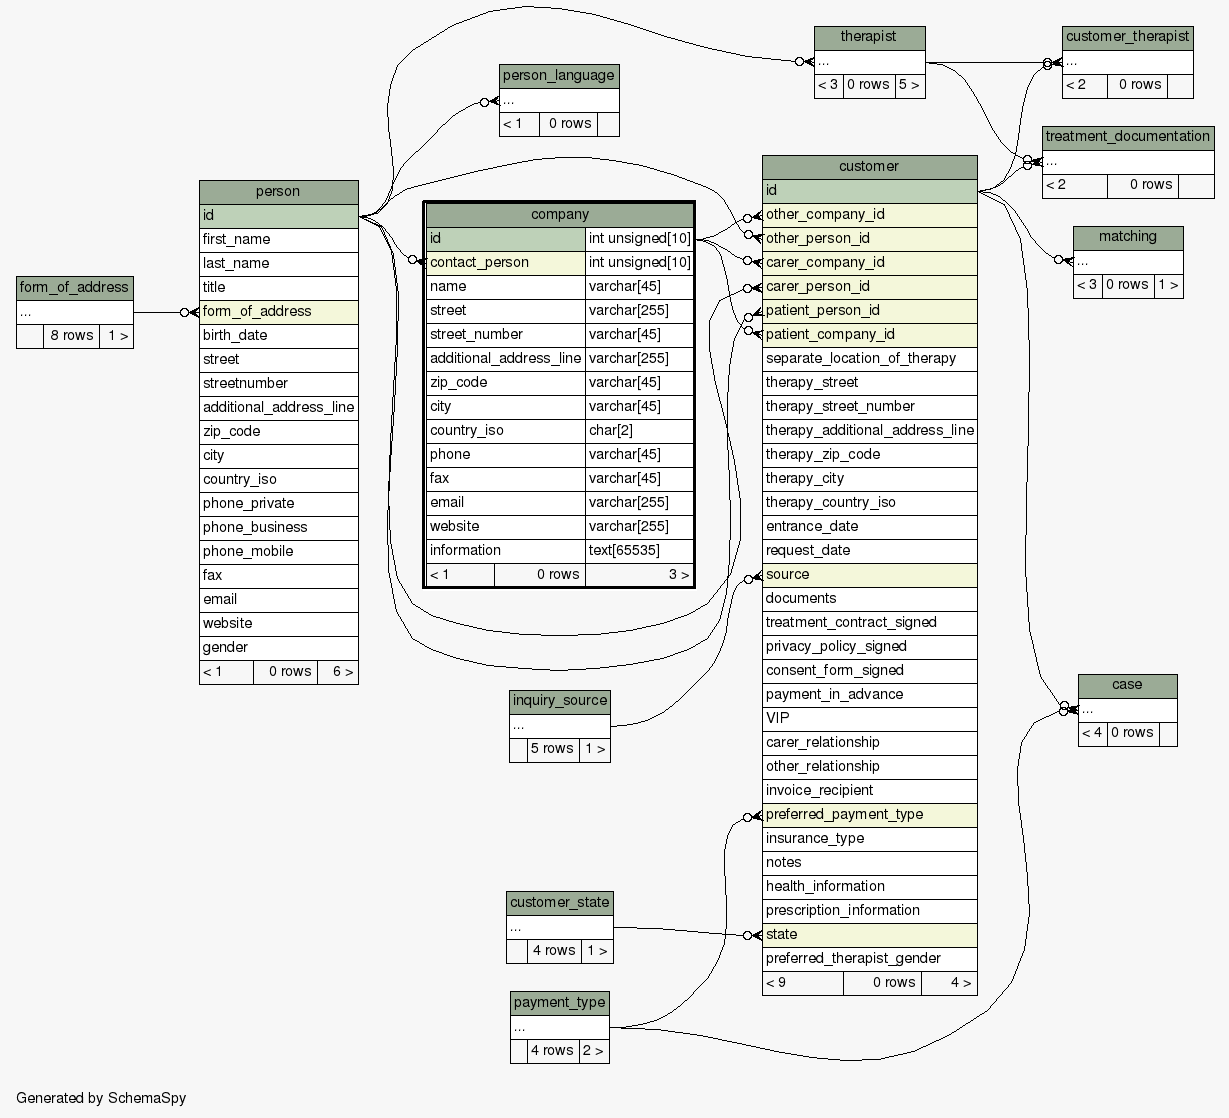 therapist
...
< 3 0 rows 5 >
customer_therapist
...
< 2 0 rows
person_language
...
< 1 0 rows
treatment_documentation
...
< 2 0 rows
matching
...
< 3 0 rows 1 >
form_of_address
...
8 rows 1 >
person
id
first_name
last_name
title
form_of_address
birth_date
street
streetnumber
additional_address_line
zip_code
city
country_iso
phone_private
phone_business
phone_mobile
fax
email
website
gender
< 1 0 rows 6 >
company
id int unsigned[10]
contact_person int unsigned[10]
name varchar[45]
street varchar[255]
street_number varchar[45]
additional_address_line varchar[255]
zip_code varchar[45]
city varchar[45]
country_iso char[2]
phone varchar[45]
fax varchar[45]
email varchar[255]
website varchar[255]
information text[65535]
< 1 0 rows 3 >
customer
id
other_company_id
other_person_id
carer_company_id
carer_person_id
patient_person_id
patient_company_id
separate_location_of_therapy
therapy_street
therapy_street_number
therapy_additional_address_line
therapy_zip_code
therapy_city
therapy_country_iso
entrance_date
request_date
source
documents
treatment_contract_signed
privacy_policy_signed
consent_form_signed
payment_in_advance
VIP
carer_relationship
other_relationship
invoice_recipient
preferred_payment_type
insurance_type
notes
health_information
prescription_information
state
preferred_therapist_gender
< 9 0 rows 4 >
inquiry_source
...
5 rows 1 >
case
...
< 4 0 rows
customer_state
...
4 rows 1 >
payment_type
...
4 rows 2 >
Generated by SchemaSpy